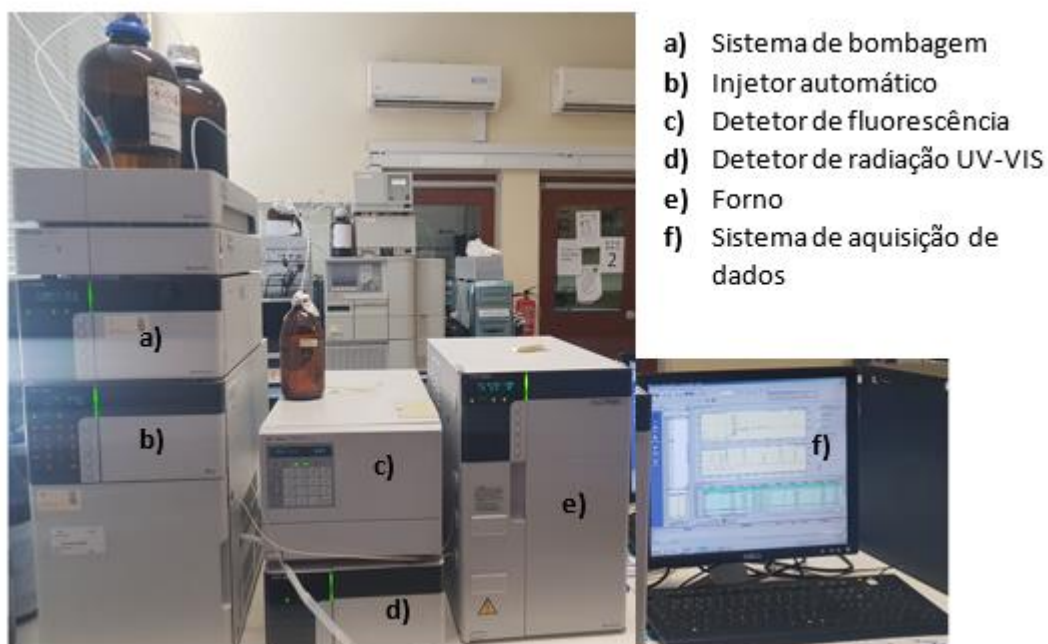 a) Sistema de bombagem
b) Injetor automático
c) Detetor de fluorescência
d) Detetor de radiação UV-VIS
e) Forno
f) Sistema de aquisição de
dados
a)
b)
c)
d)
e)
f)
2
DELL